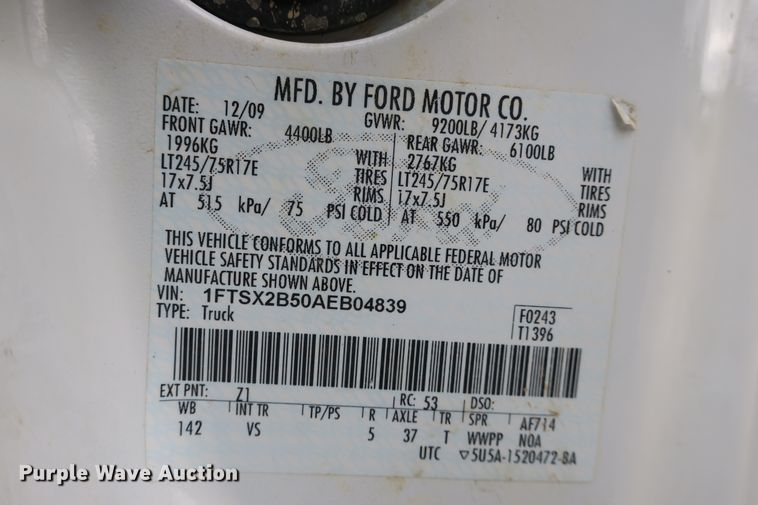 MFD. BY FORD MOTOR CO.
DATE: 12/09 GVWR: 9200LB/ 4173KG
FRONT GAWR: 4400LB REAR GAWR: 6100LB
1996KG WITH 2767KG WITH
LT245/75R17E TIRES LT245/75R17E TIRES
17x7.5J RIMS 17x7.5J RIMS
AT 515 kPa/ 75 PSI COLD AT 550 kPa/ 80 PSI COLD
THIS VEHICLE CONFORMS TO ALL APPLICABLE FEDERAL MOTOR
VEHICLE SAFETY STANDARDS IN EFFECT ON THE DATE OF
MANUFACTURE SHOWN ABOVE.
VIN: 1FTSX2B50AEB04839
TYPE: Truck
F0243
T1396
EXT PNT: Z1 RC: 53 DSO:
WB INT TR TP/PS R AXLE TR SPR AF714
142 VS 5 37 T WWPP N0A
UTC ▽5U5A-1520472-BA
Purple Wave Auction